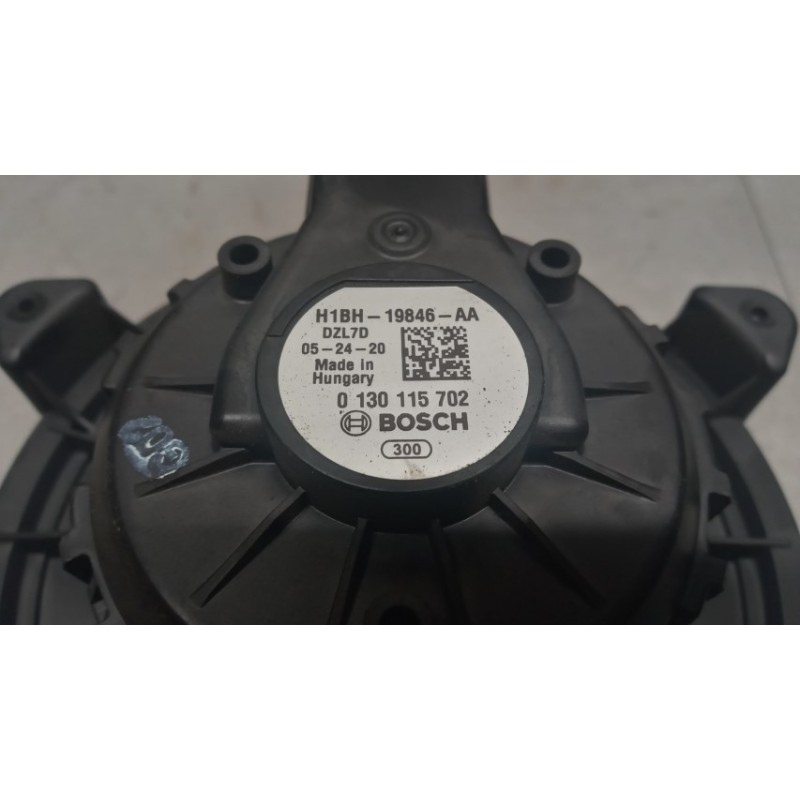 H1BH-19846-AA
DZL7D
05-24-20
Made in
Hungary
0 130 115 702
BOSCH
300